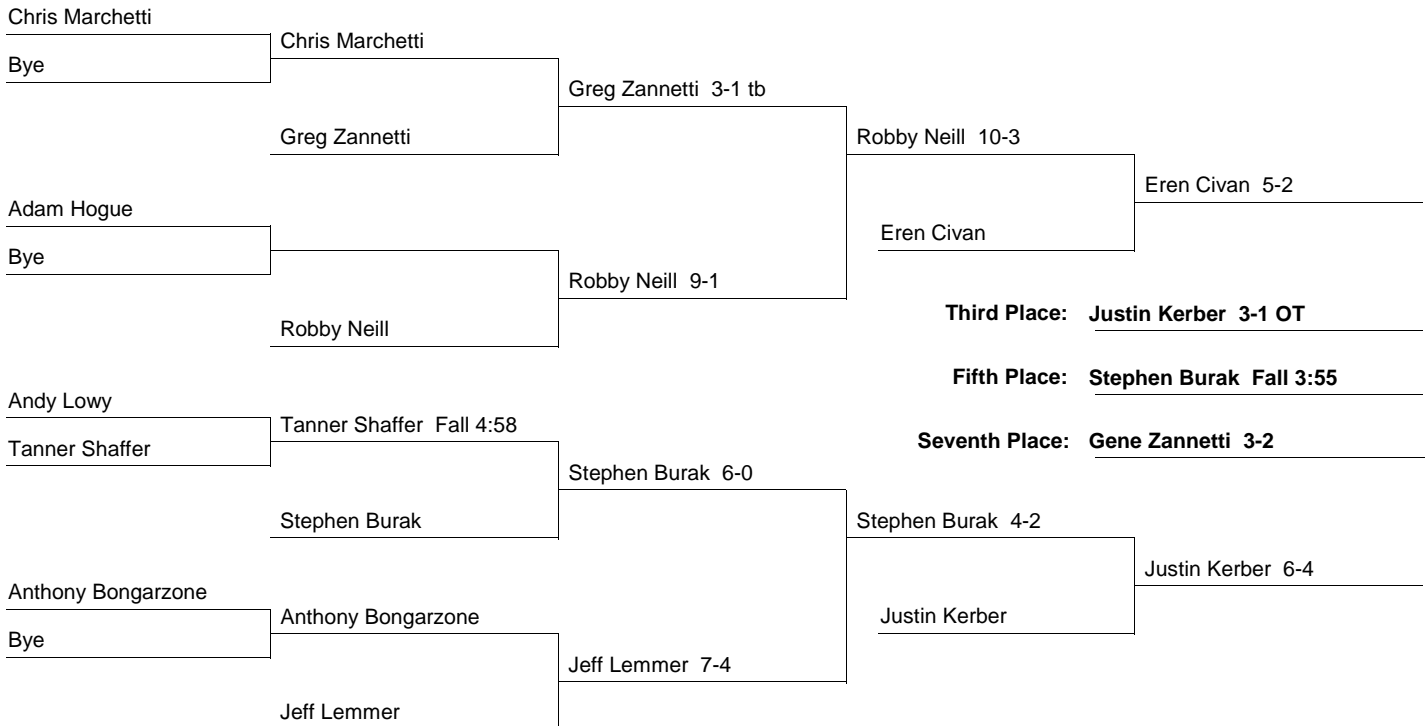 Chris Marchetti
Bye
Chris Marchetti
Greg Zannetti
Greg Zannetti 3-1 tb
Adam Hogue
Bye
Robby Neill
Robby Neill 9-1
Robby Neill 10-3
Eren Civan
Eren Civan 5-2
Third Place: Justin Kerber 3-1 OT
Fifth Place: Stephen Burak Fall 3:55
Seventh Place: Gene Zannetti 3-2
Andy Lowy
Tanner Shaffer
Tanner Shaffer Fall 4:58
Stephen Burak
Stephen Burak 6-0
Anthony Bongarzone
Bye
Anthony Bongarzone
Jeff Lemmer
Jeff Lemmer 7-4
Stephen Burak 4-2
Justin Kerber
Justin Kerber 6-4